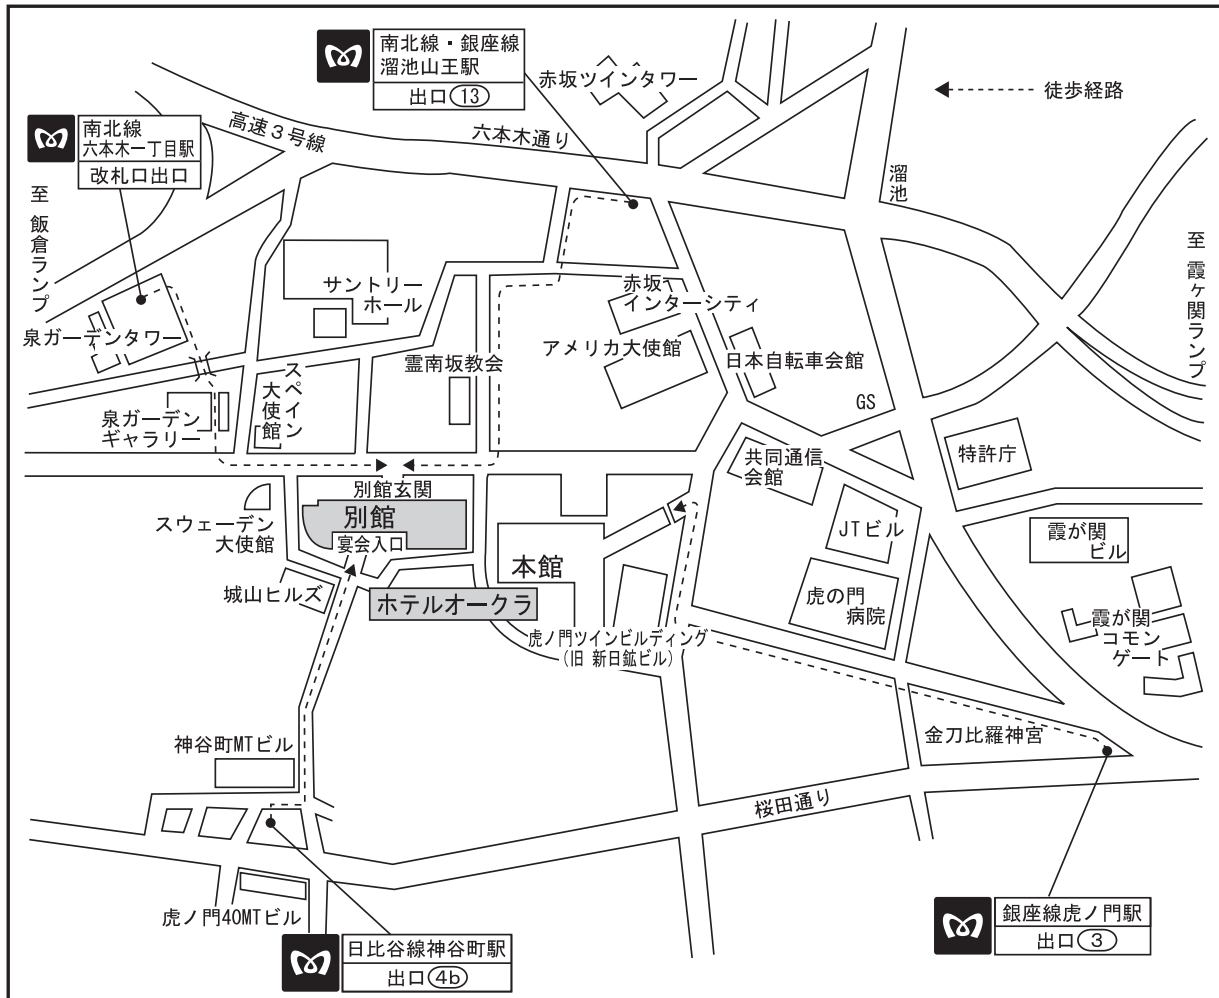 南北線・銀座線
溜池山王駅
出口13
赤坂ツインタワー
徒歩経路
南北線
六本木一丁目駅
改札口出口
高速3号線
六本木通り
溜池
至 飯倉ランプ
至 霞ヶ関ランプ
サントリー
ホール
赤坂
インターシティ
泉ガーデンタワー
アメリカ大使館
日本自転車会館
霊南坂教会
スペイン
大使館
GS
泉ガーデン
ギャラリー
共同通信
会館
特許庁
別館玄関
別館
宴会入口
スウェーデン
大使館
JTビル
霞が関
ビル
本館
城山ヒルズ
ホテルオークラ
虎の門
病院
霞が関
コモン
ゲート
虎ノ門ツインビルディング
(旧 新日鉱ビル)
金刀比羅神宮
神谷町MTビル
桜田通り
虎ノ門40MTビル
日比谷線神谷町駅
出口4b
銀座線虎ノ門駅
出口3